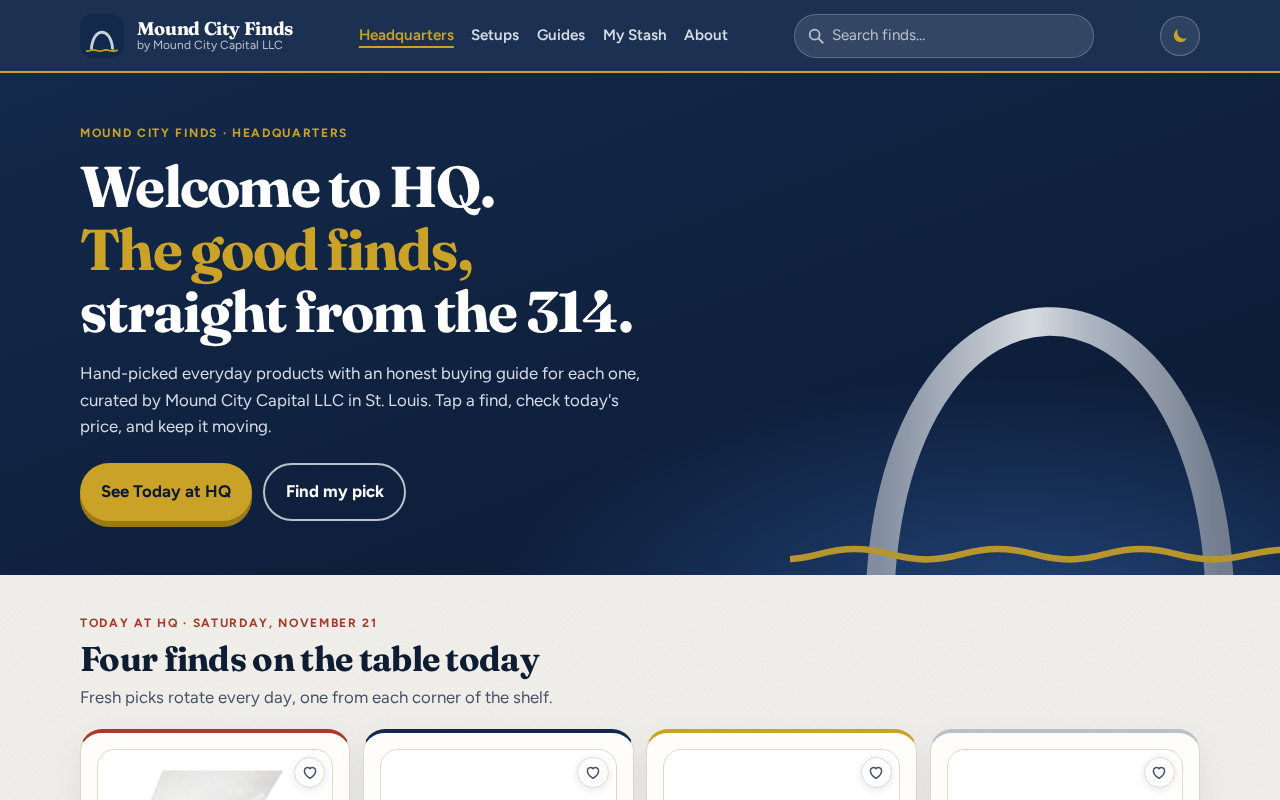 Mound City Finds
by Mound City Capital LLC
Headquarters Setups Guides My Stash About
Search finds...
MOUND CITY FINDS · HEADQUARTERS
Welcome to HQ.
The good finds,
straight from the 314.
Hand-picked everyday products with an honest buying guide for each one,
curated by Mound City Capital LLC in St. Louis. Tap a find, check today's
price, and keep it moving.
See Today at HQ
Find my pick
TODAY AT HQ · SATURDAY, NOVEMBER 21
Four finds on the table today
Fresh picks rotate every day, one from each corner of the shelf.